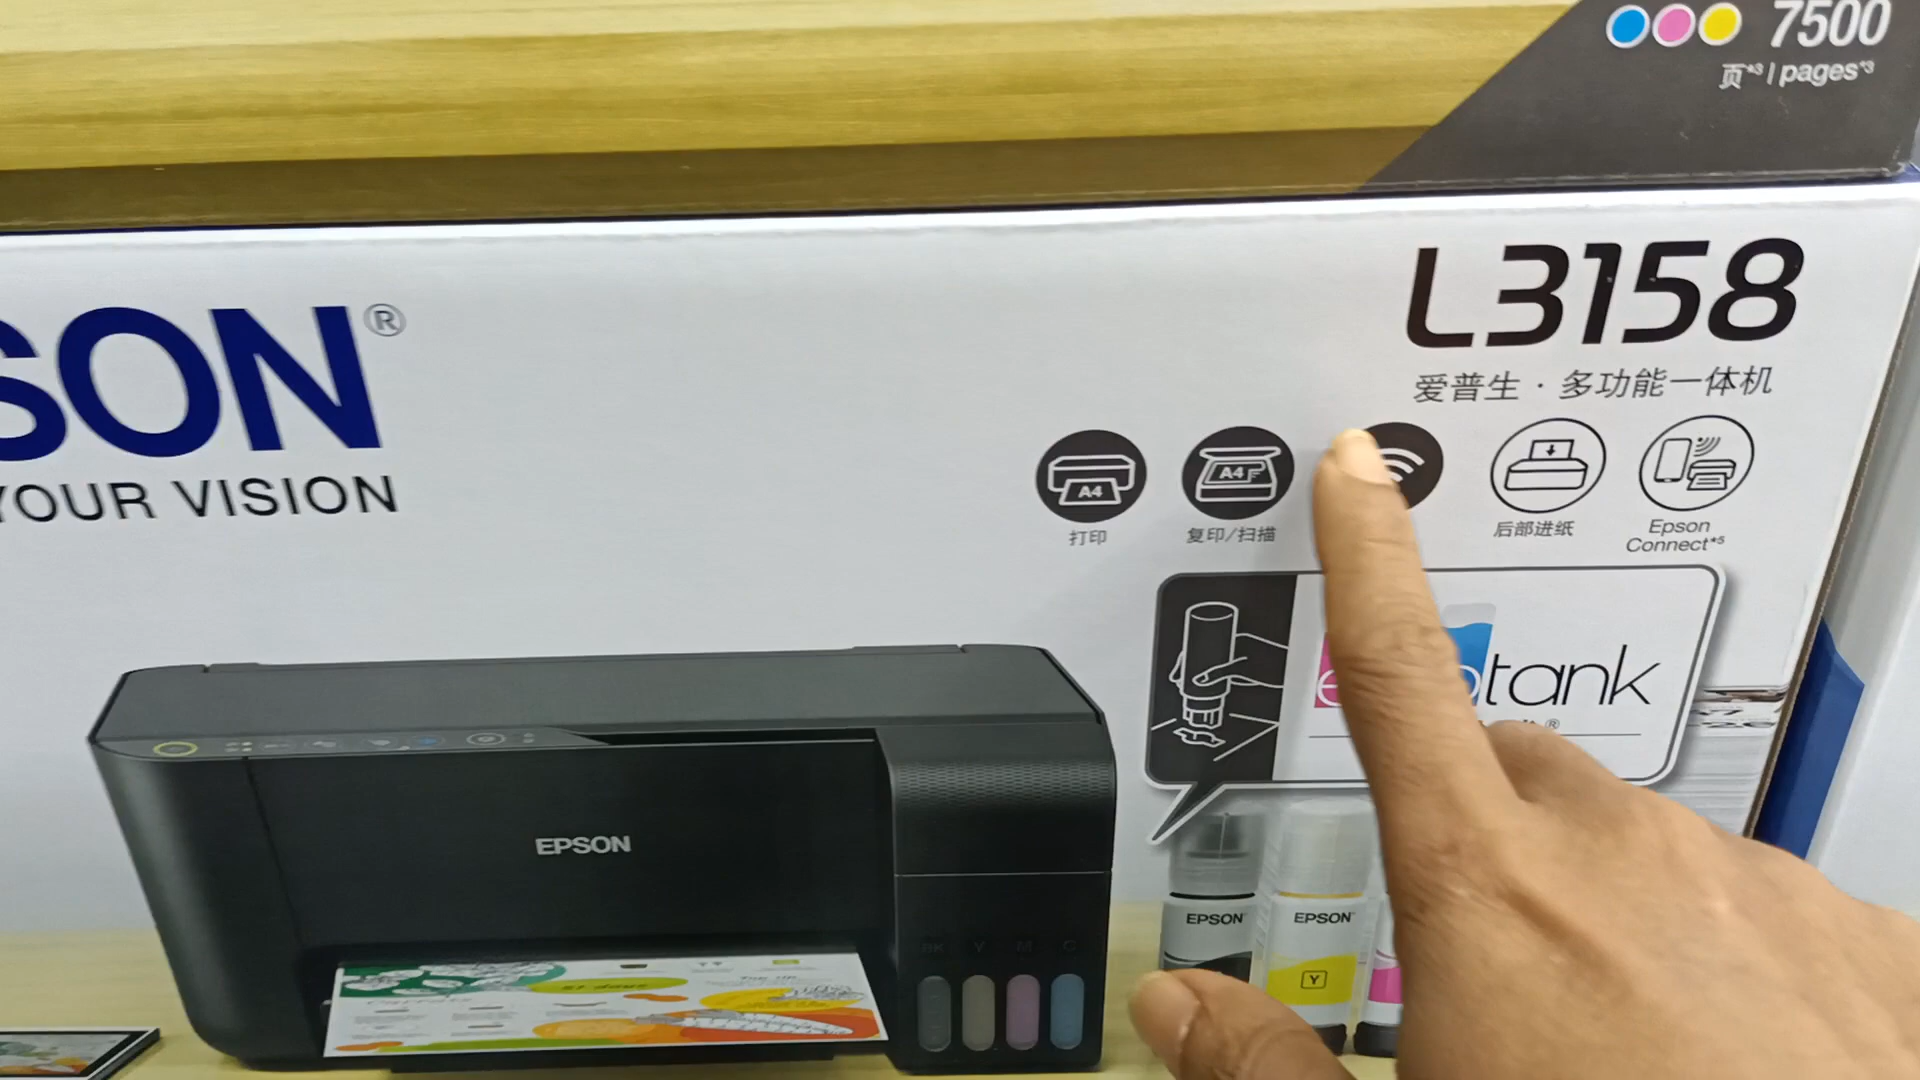 7500
页*3 | pages*3
L3158
爱普生·多功能一体机
SON®
YOUR VISION
A4
A4
打印
复印/扫描
后部进纸
Epson
Connect*5
tank
®
EPSON
BK Y M C
EPSON
EPSON
Y